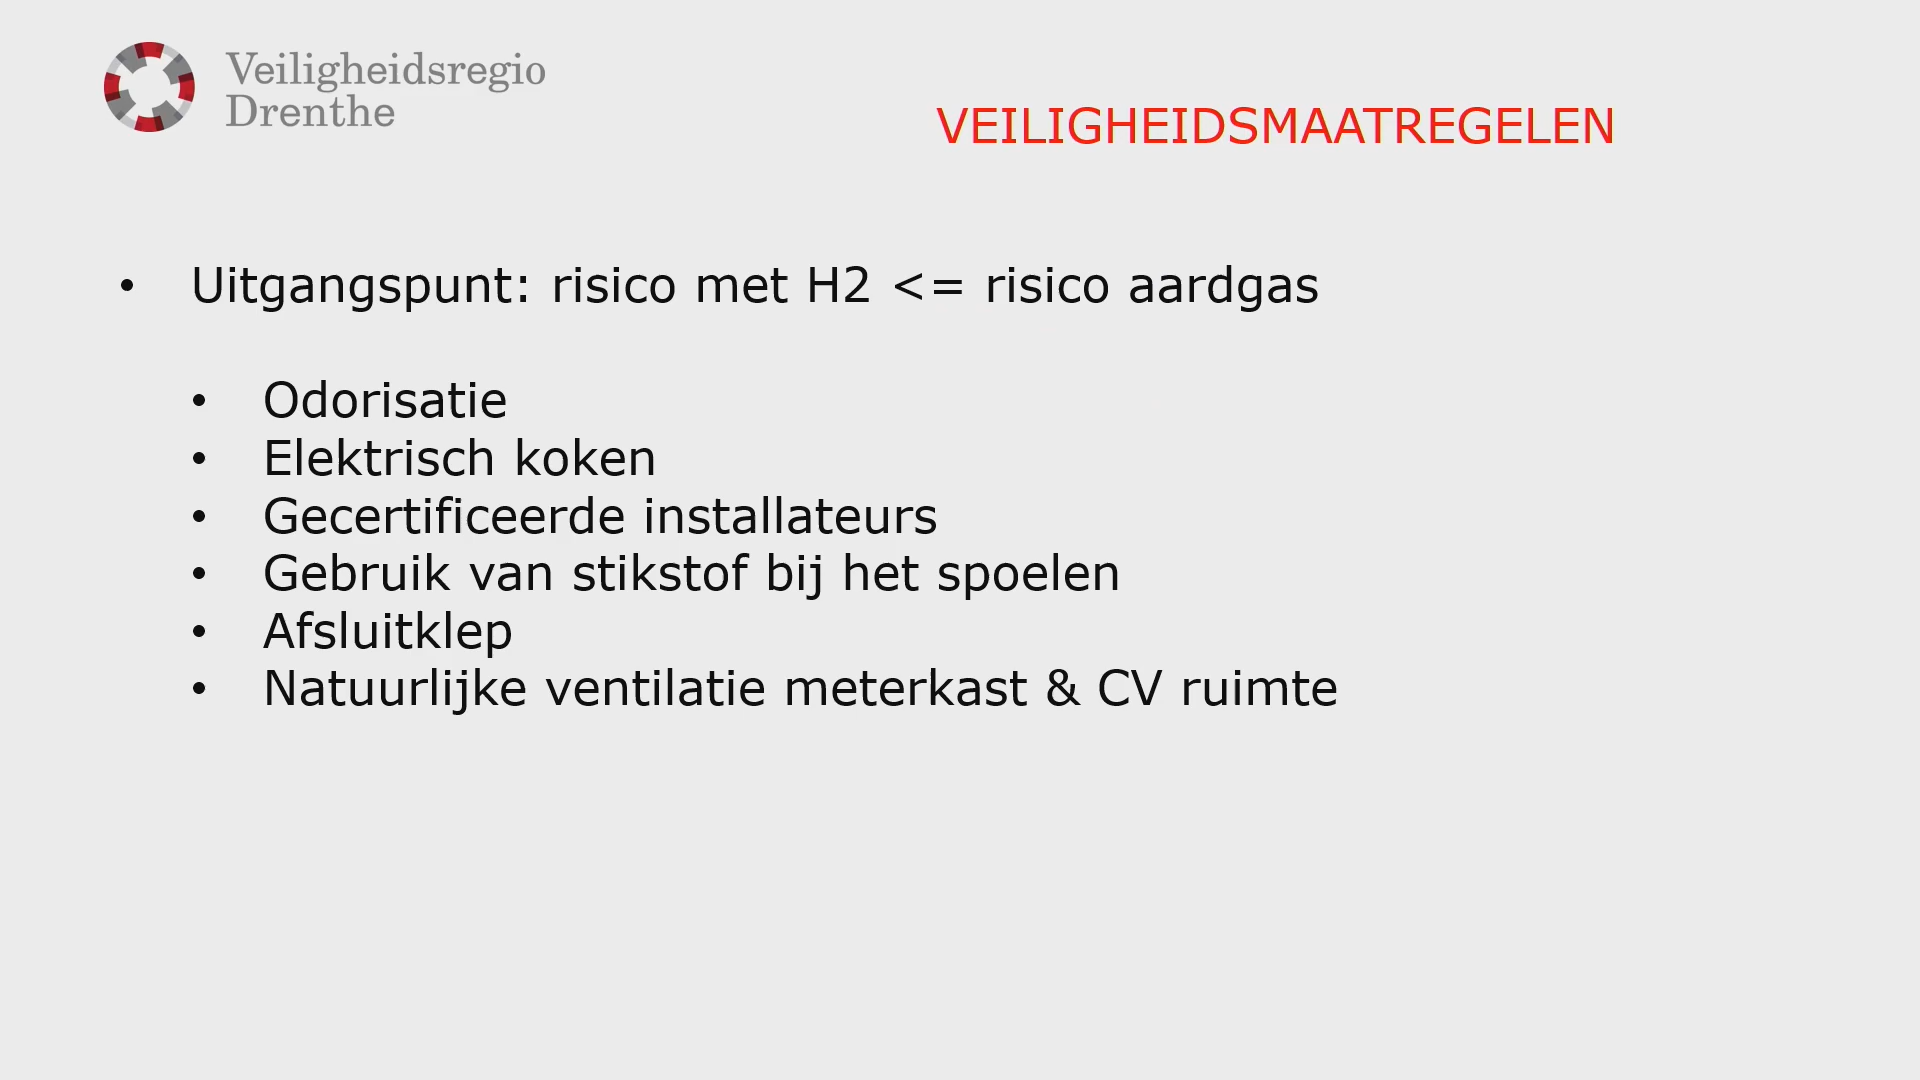 Veiligheidsregio
Drenthe
VEILIGHEIDSMAATREGELEN
• Uitgangspunt: risico met H2 <= risico aardgas
• Odorisatie
• Elektrisch koken
• Gecertificeerde installateurs
• Gebruik van stikstof bij het spoelen
• Afsluitklep
• Natuurlijke ventilatie meterkast & CV ruimte